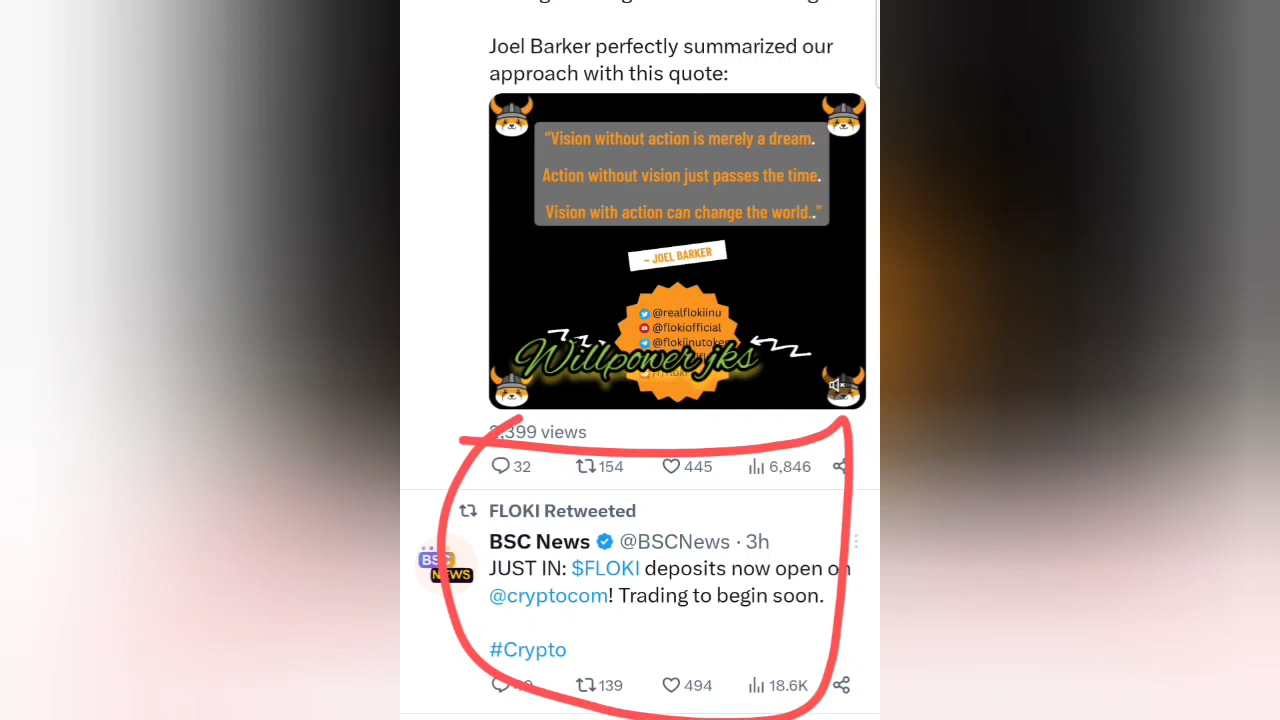 Joel Barker perfectly summarized our
approach with this quote:
“Vision without action is merely a dream.
Action without vision just passes the time.
Vision with action can change the world..”
~ JOEL BARKER
@realflokiinu
@flokiofficial
@flokiinutoken
Willpower jks
399 views
32 154 445 6,846
FLOKI Retweeted
BSC News @BSCNews · 3h
BSC
NEWS
JUST IN: $FLOKI deposits now open on
@cryptocom! Trading to begin soon.
#Crypto
139 494 18.6K